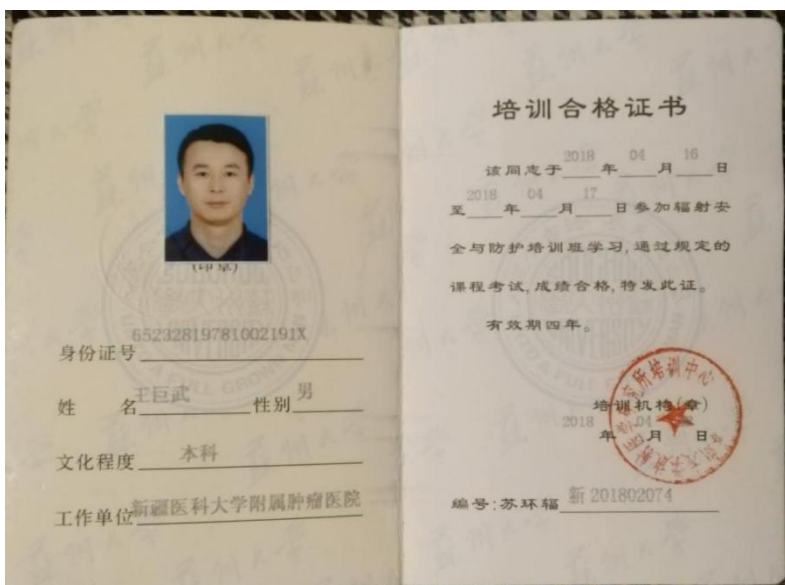 (印章)
身份证号 65232819781002191X
姓 名 王巨武 性别 男
文化程度 本科
工作单位 新疆医科大学附属肿瘤医院
培训合格证书
该同志于 2018 年 04 月 16 日
至 2018 年 04 月 17 日参加辐射安
全与防护培训班学习,通过规定的
课程考试,成绩合格,特发此证。
有效期四年。
培训机构(章)
2018 年 04 月 日
编号:苏环辐 新 201802074